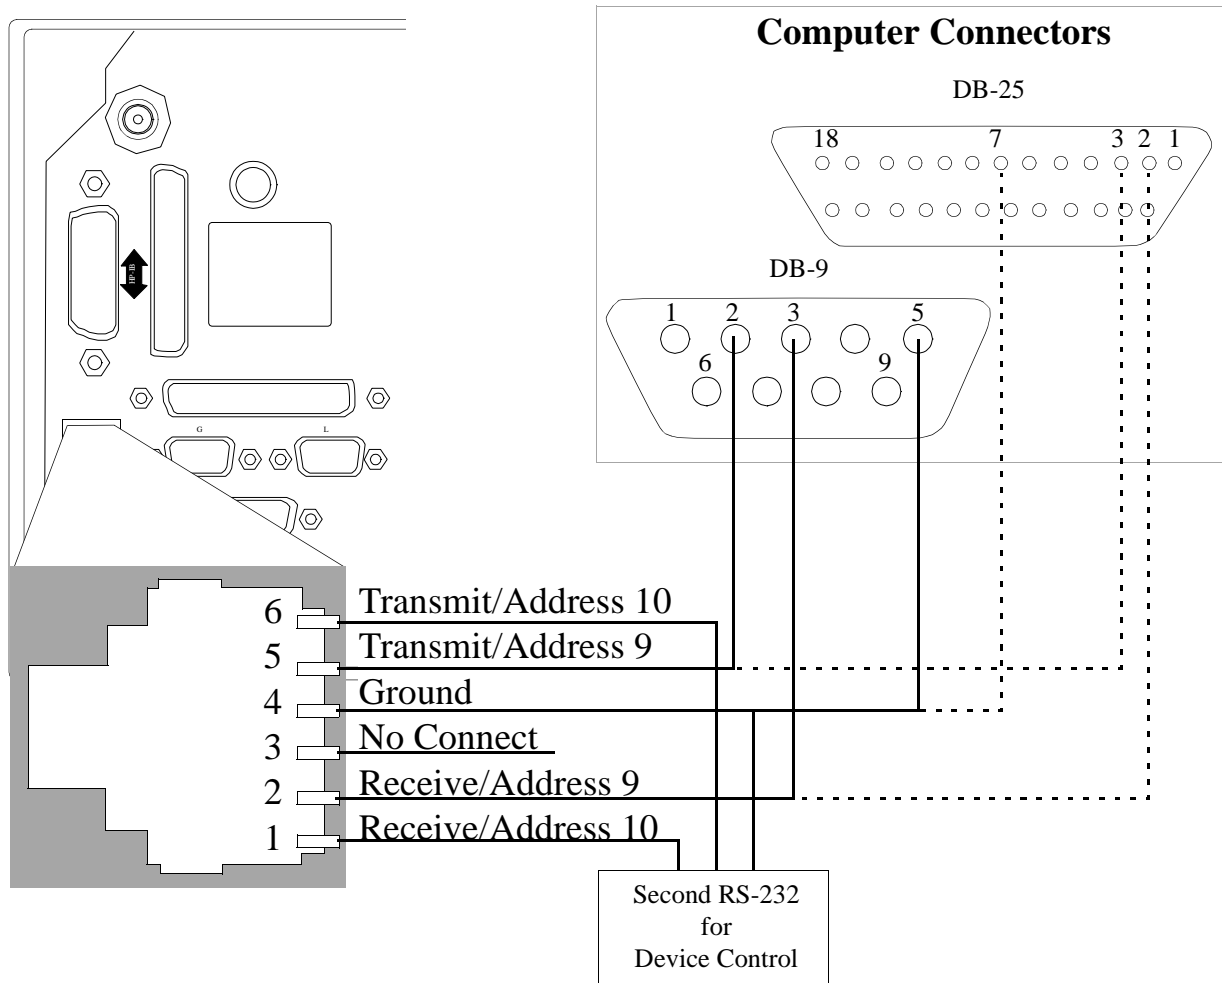 Computer Connectors
DB-25
18 7 3 2 1
DB-9
1 2 3 5
6 9
HP-IB
G L
6 Transmit/Address 10
5 Transmit/Address 9
4 Ground
3 No Connect
2 Receive/Address 9
1 Receive/Address 10
Second RS-232
for
Device Control